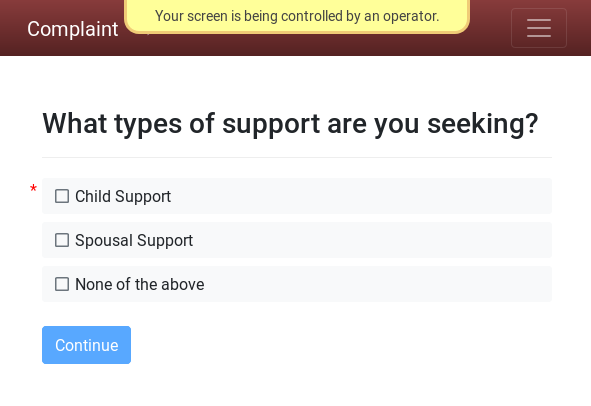 Your screen is being controlled by an operator.
Complaint
What types of support are you seeking?
*
Child Support
Spousal Support
None of the above
Continue